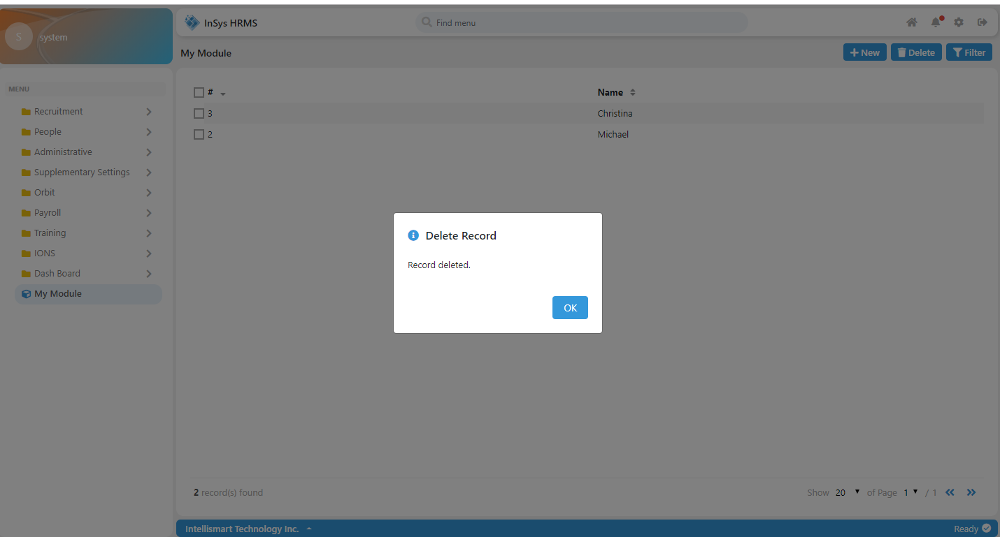 S
system
InSys HRMS
Find menu
My Module
New
Delete
Filter
MENU
Recruitment
People
Administrative
Supplementary Settings
Orbit
Payroll
Training
IONS
Dash Board
My Module
# Name
3 Christina
2 Michael
Delete Record
Record deleted.
OK
2 record(s) found
Show 20 of Page 1 / 1
Intellismart Technology Inc.
Ready